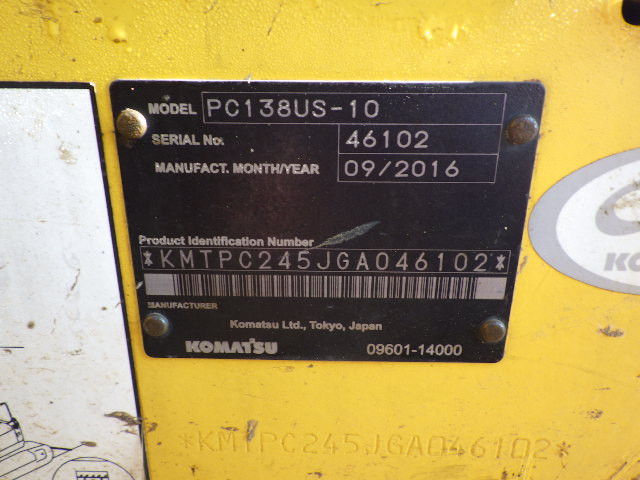 MODEL PC138US-10
SERIAL No. 46102
MANUFACT. MONTH/YEAR 09/2016
Product Identification Number
*KMTPC245JGA046102*
MANUFACTURER
Komatsu Ltd., Tokyo, Japan
KOMATSU 09601-14000
*KMTPC245JGA046102*